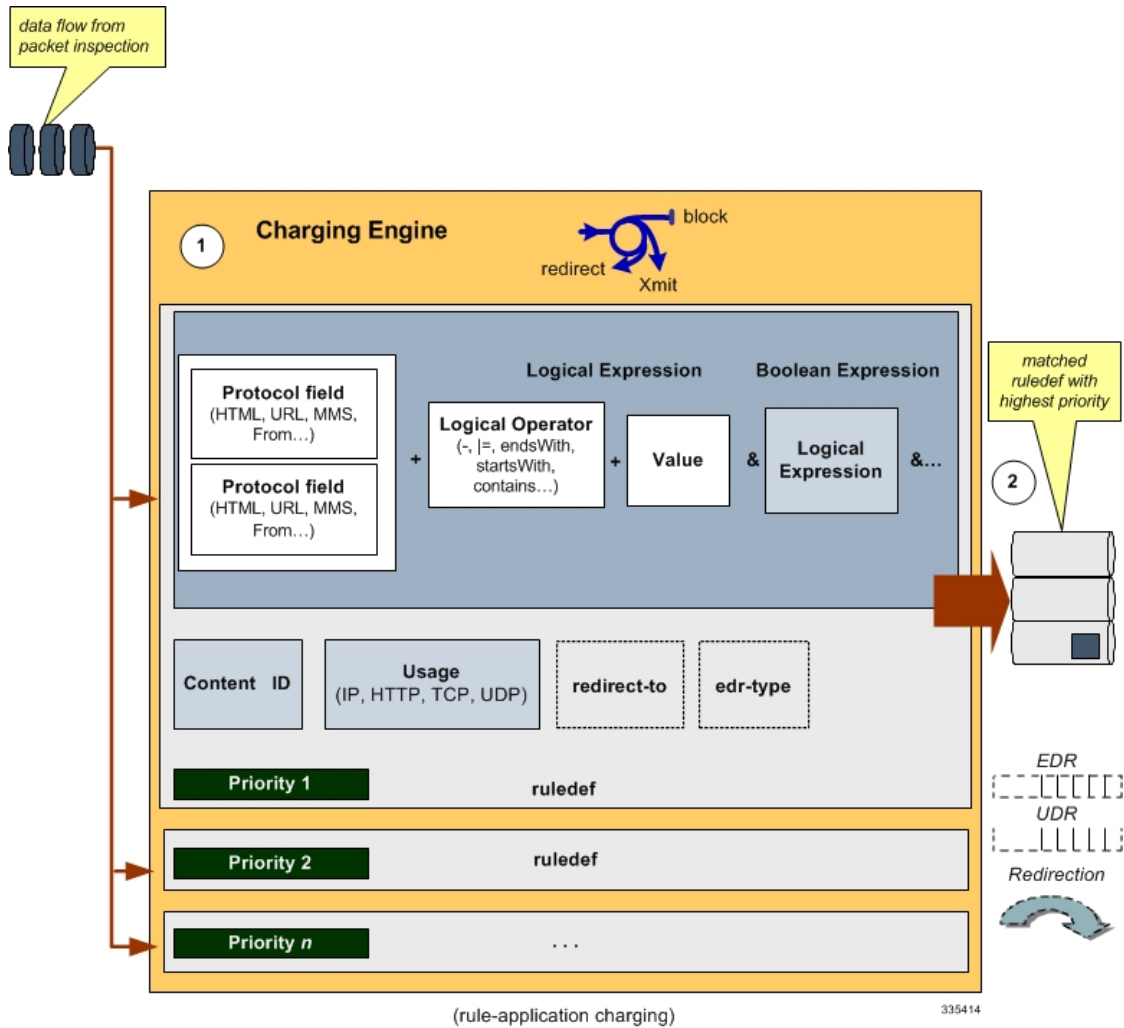 data flow from
packet inspection
1
Charging Engine
block
redirect
Xmit
Logical Expression
Boolean Expression
Protocol field
(HTML, URL, MMS,
From...)
Protocol field
(HTML, URL, MMS,
From...)
+
Logical Operator
(-, |=, endsWith,
startsWith,
contains...)
+
Value
&
Logical
Expression
&...
matched
ruledef with
highest priority
2
Content ID
Usage
(IP, HTTP, TCP, UDP)
redirect-to
edr-type
Priority 1
ruledef
Priority 2
ruledef
Priority n
. . .
EDR
UDR
Redirection
(rule-application charging)
335414